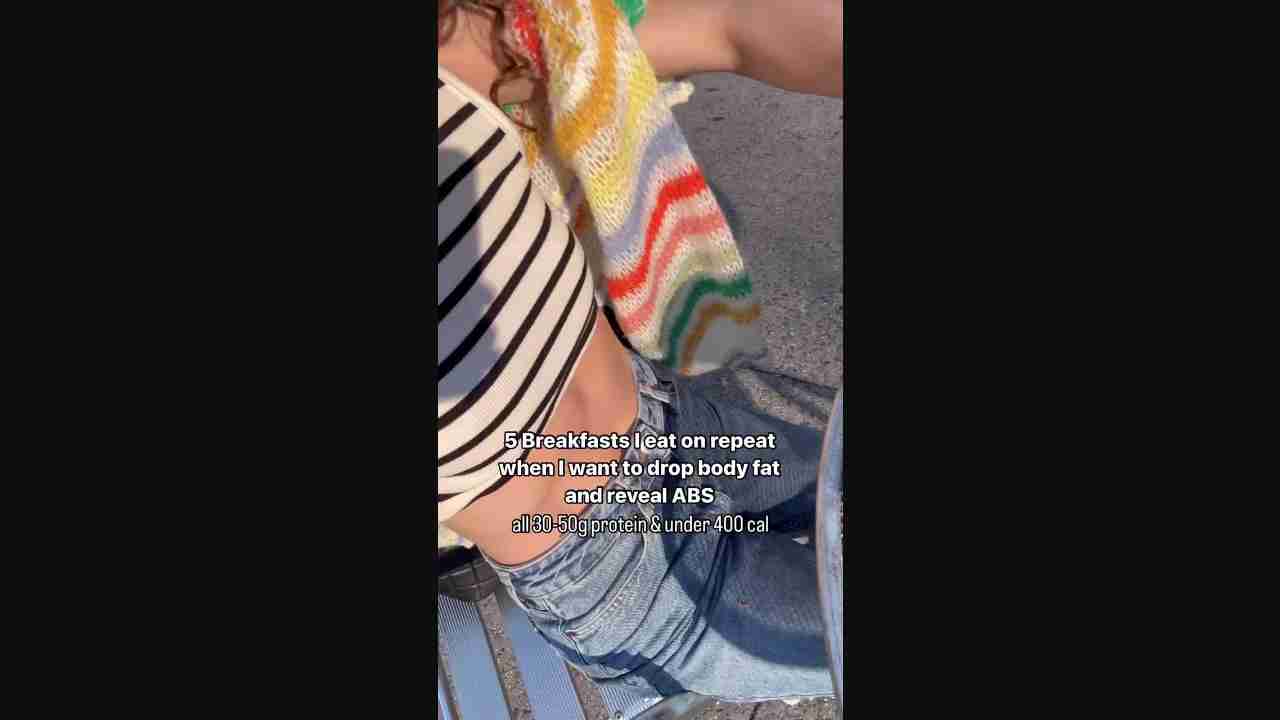 5 Breakfasts I eat on repeat
when I want to drop body fat
and reveal ABS
all 30-50g protein & under 400 cal